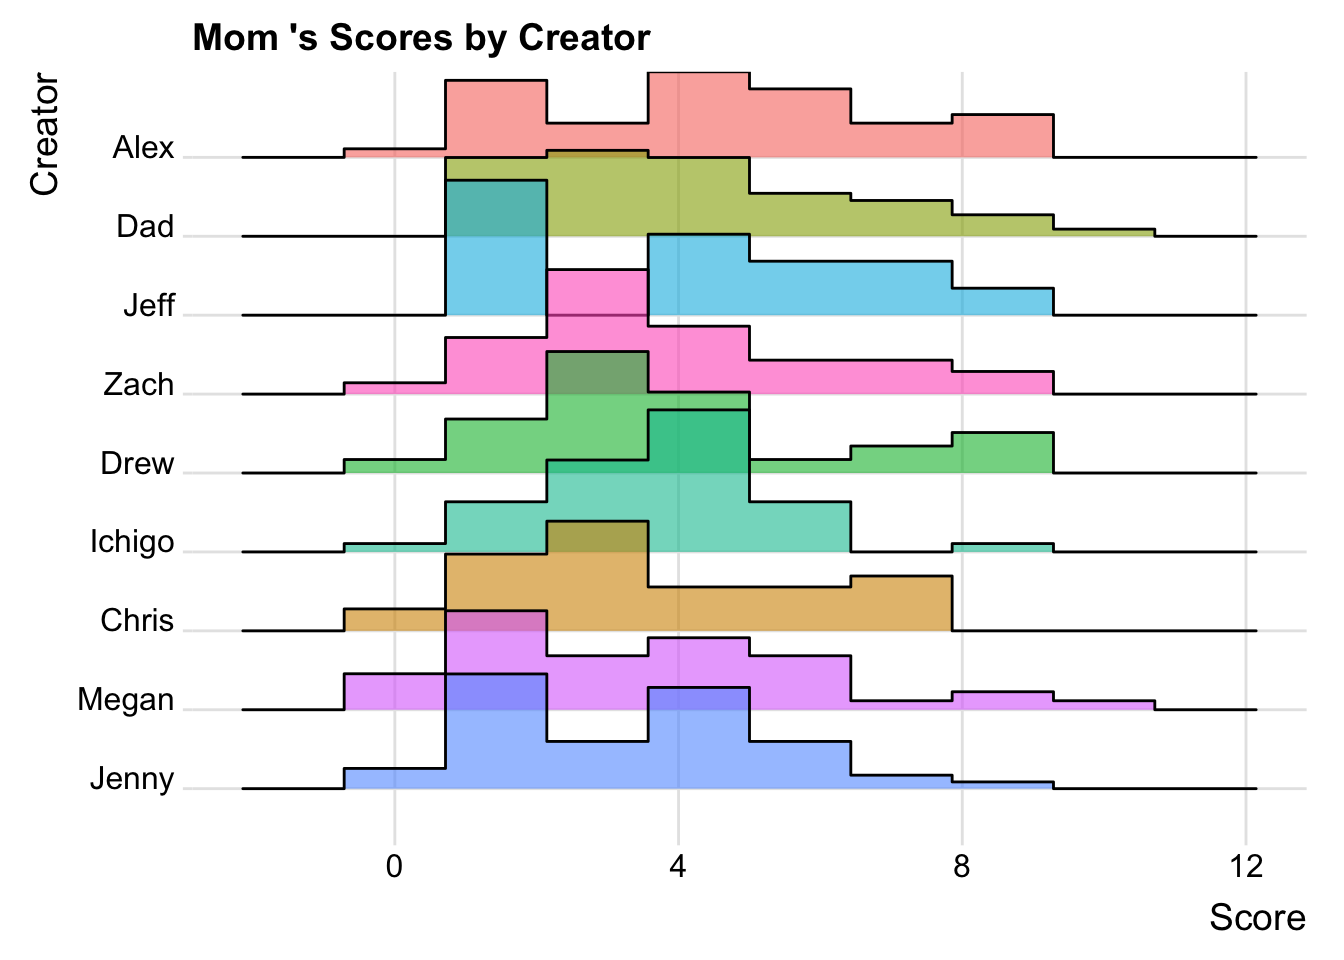 Mom 's Scores by Creator
Creator
Alex
Dad
Jeff
Zach
Drew
Ichigo
Chris
Megan
Jenny
0 4 8 12
Score